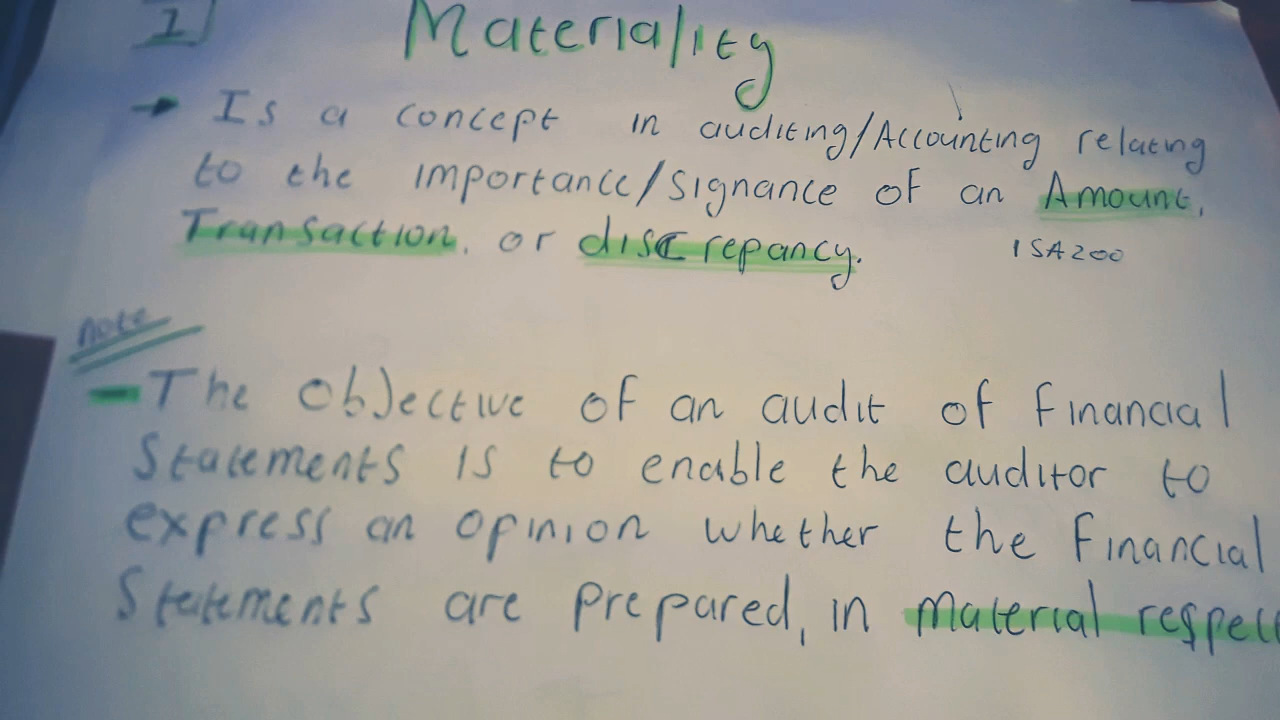 1
Materiality
→ Is a concept in auditing/Accounting relating
to the importance/signance of an Amount,
Transaction, or discrepancy. ISA200
note
- The objective of an audit of financial
Statements is to enable the auditor to
express an opinion whether the financial
Statements are prepared, in material respect